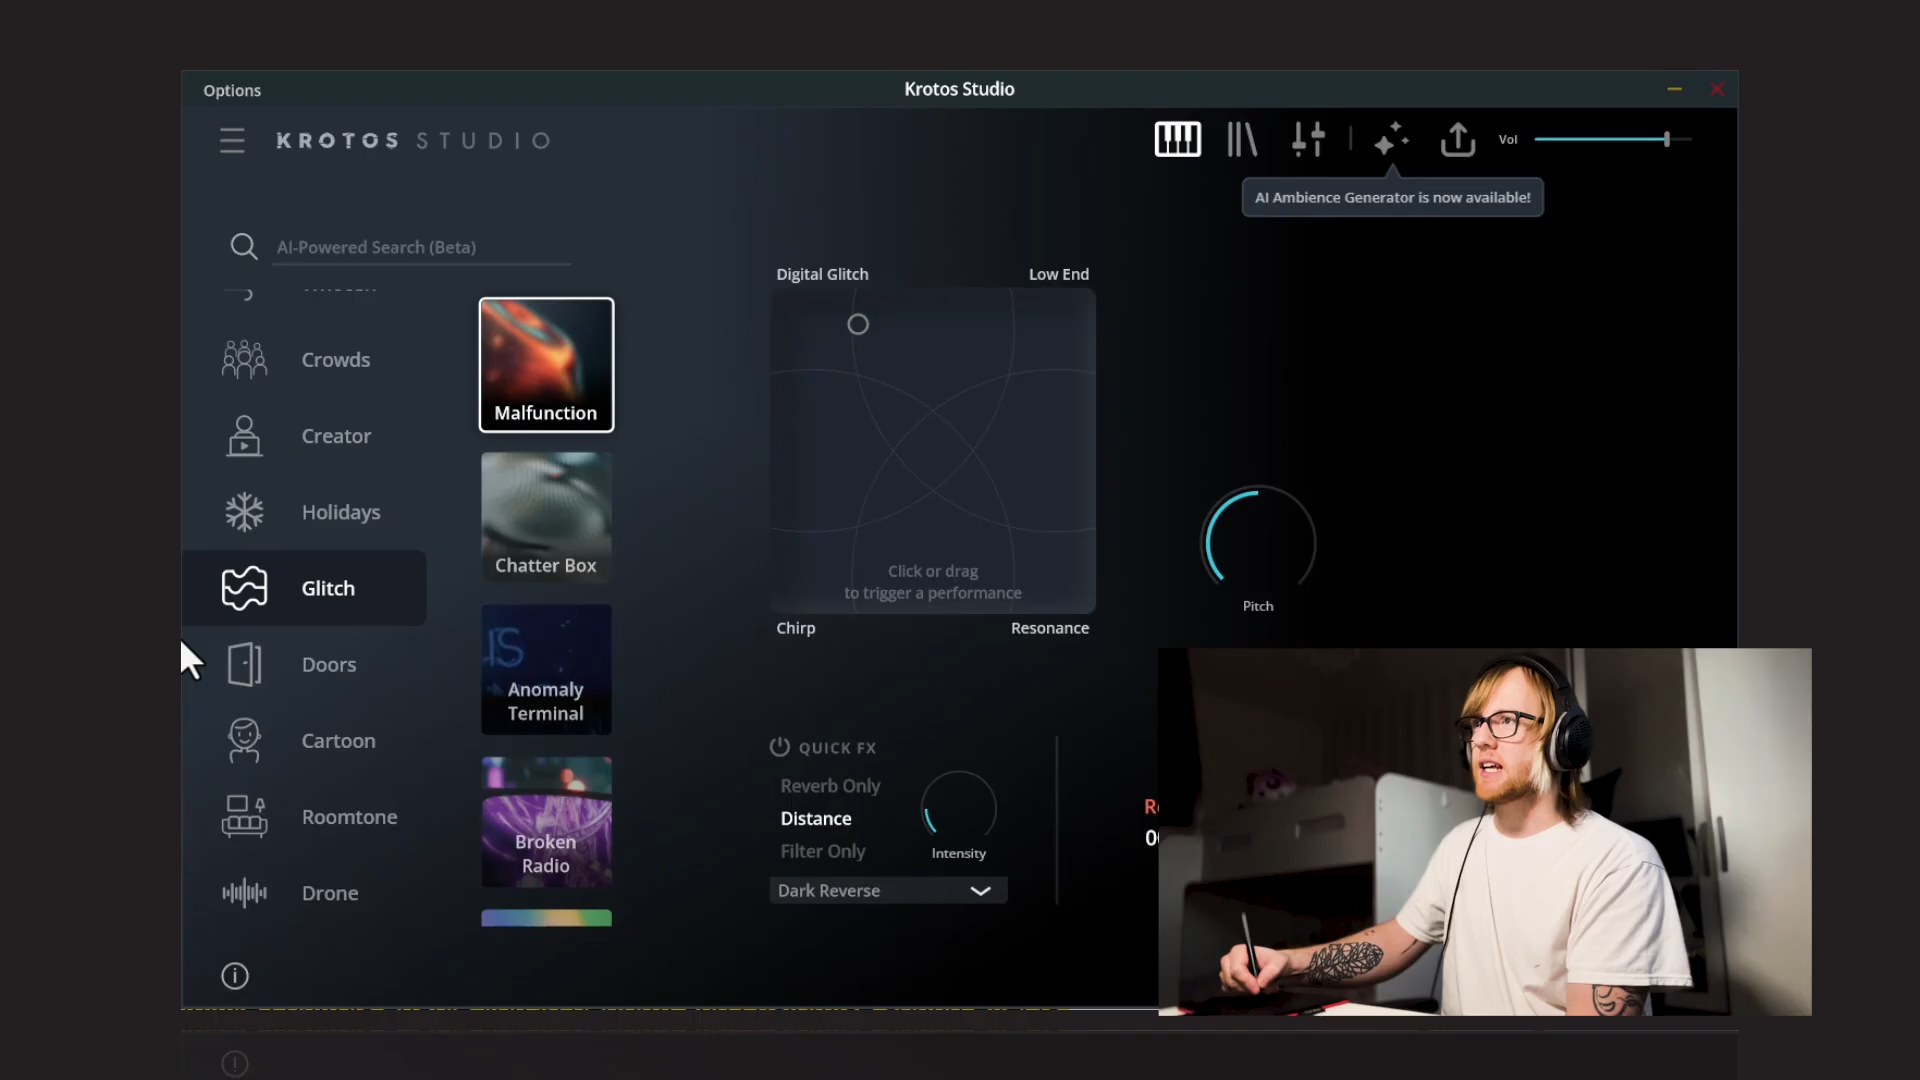 Options
Krotos Studio
KROTOS STUDIO
Vol
AI Ambience Generator is now available!
AI-Powered Search (Beta)
Crowds
Creator
Holidays
Glitch
Doors
Cartoon
Roomtone
Drone
Malfunction
Chatter Box
Anomaly
Terminal
Broken
Radio
Digital Glitch
Low End
Click or drag
to trigger a performance
Chirp
Resonance
Pitch
QUICK FX
Reverb Only
Distance
Filter Only
Intensity
Dark Reverse